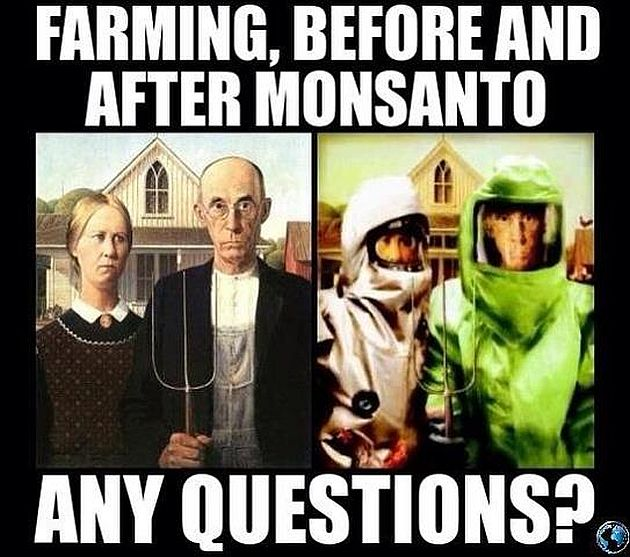 FARMING, BEFORE AND
AFTER MONSANTO
ANY QUESTIONS?